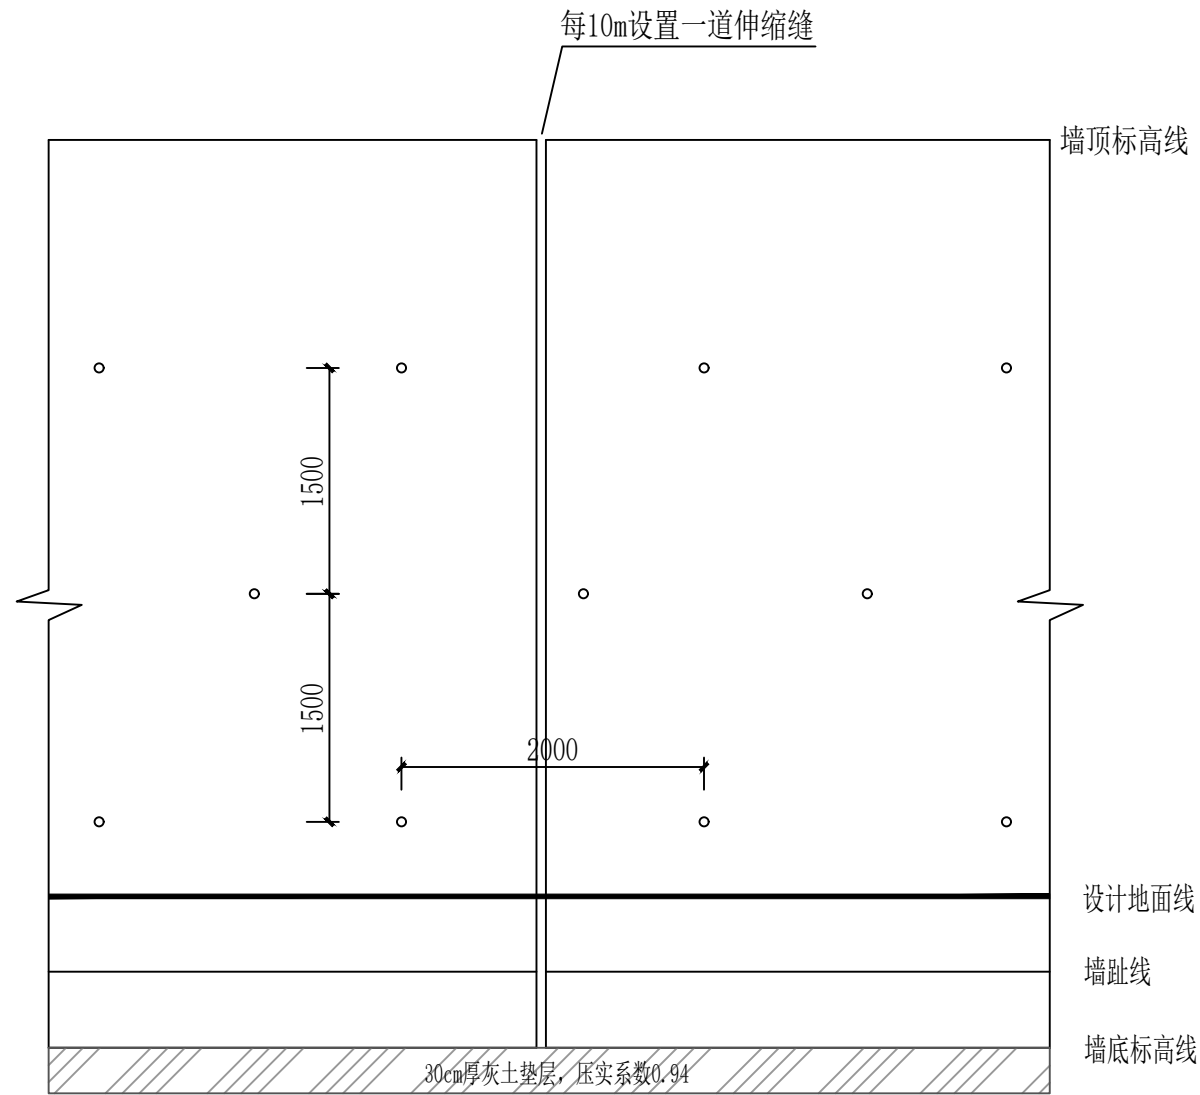 每10m设置一道伸缩缝
墙顶标高线
1500
1500
2000
设计地面线
墙趾线
墙底标高线
30cm厚灰土垫层，压实系数0.94